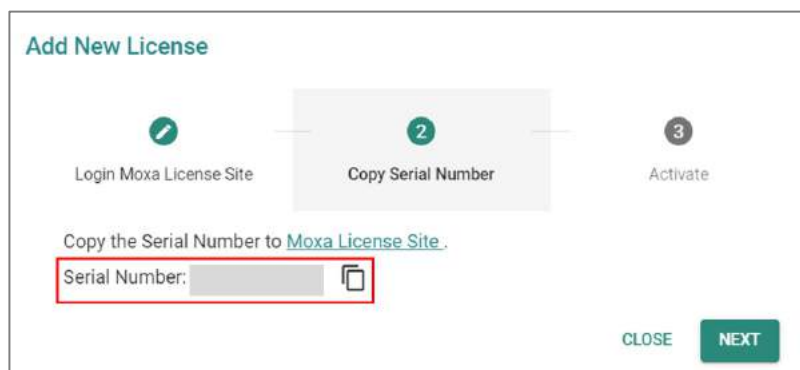 Add New License
2
3
Login Moxa License Site
Copy Serial Number
Activate
Copy the Serial Number to Moxa License Site .
Serial Number:
CLOSE
NEXT